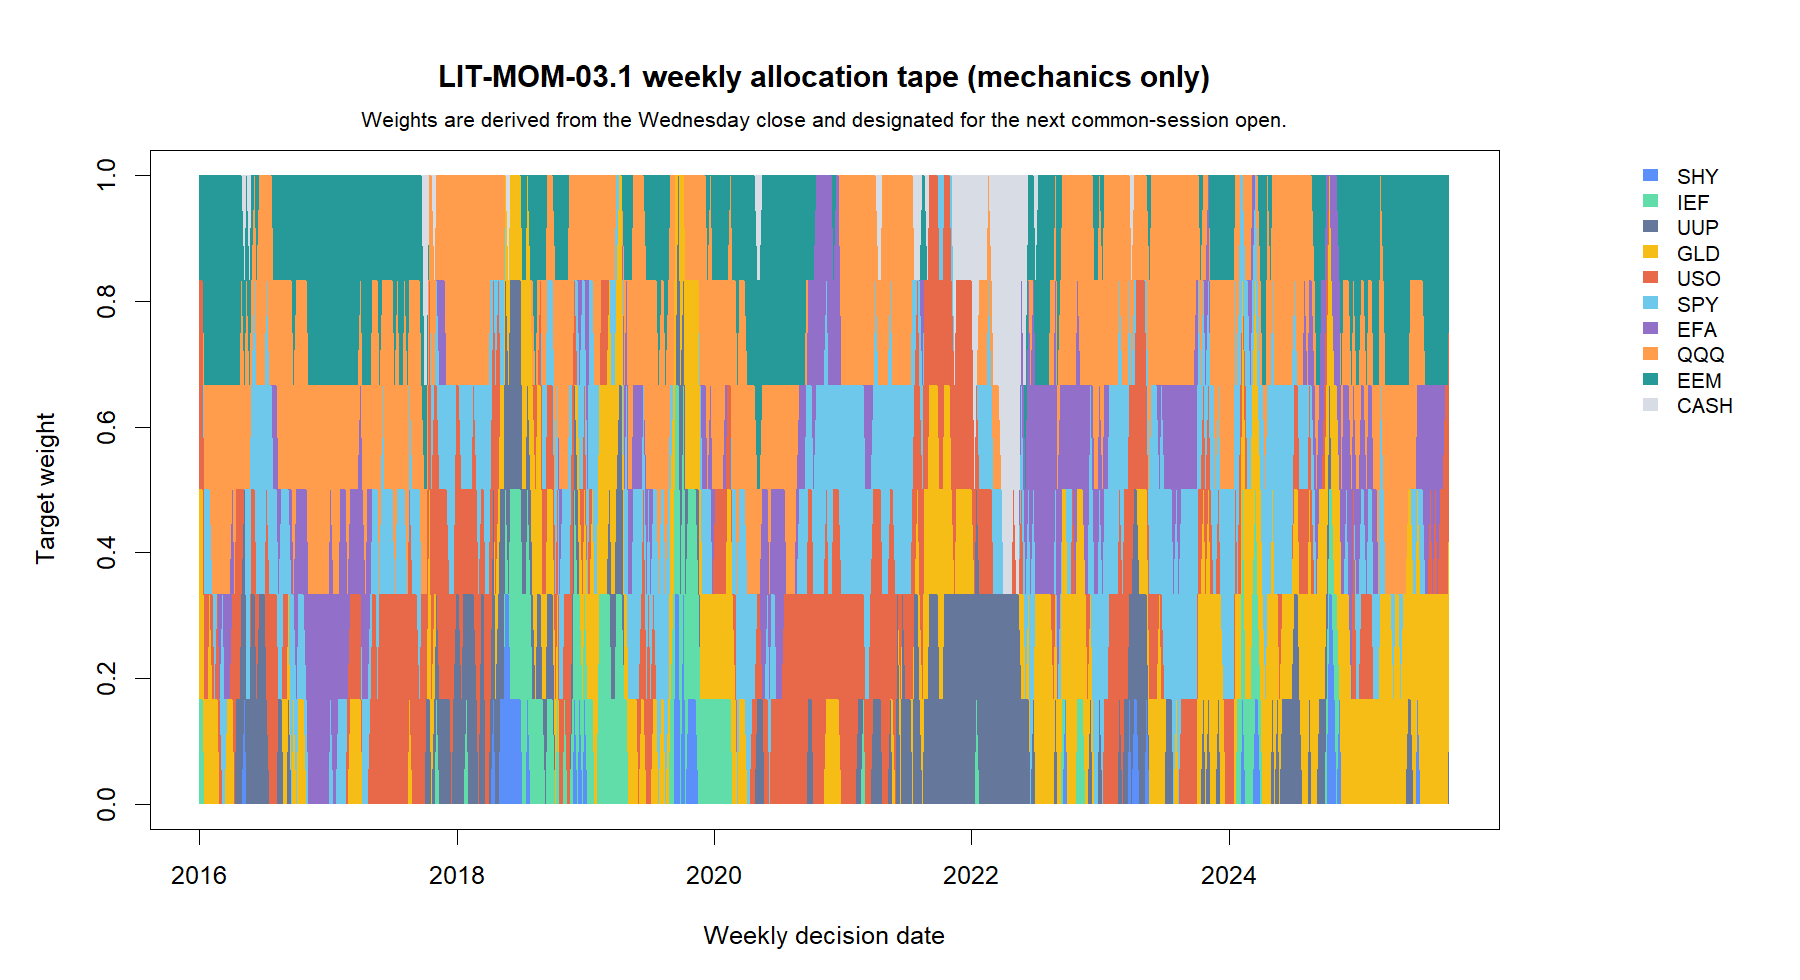 LIT-MOM-03.1 weekly allocation tape (mechanics only)
Weights are derived from the Wednesday close and designated for the next common-session open.
Target weight
1.0
0.8
0.6
0.4
0.2
0.0
2016
2018
2020
2022
2024
Weekly decision date
SHY
IEF
UUP
GLD
USO
SPY
EFA
QQQ
EEM
CASH